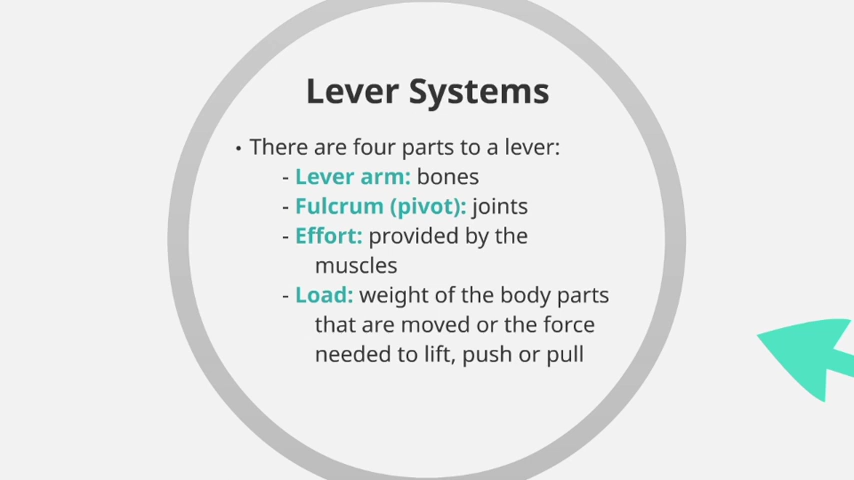 Lever Systems
• There are four parts to a lever:
- Lever arm: bones
- Fulcrum (pivot): joints
- Effort: provided by the
muscles
- Load: weight of the body parts
that are moved or the force
needed to lift, push or pull